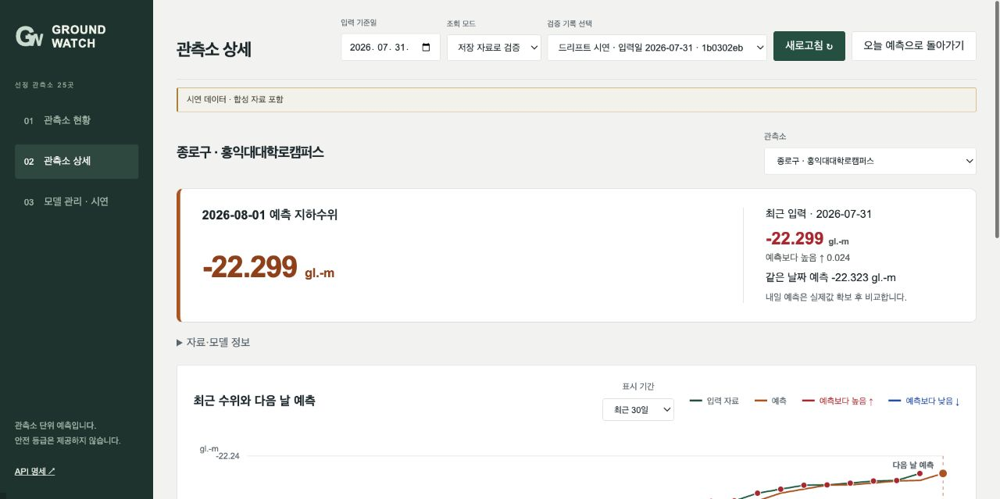 GW GROUND
WATCH
선정 관측소 25곳
01 관측소 현황
02 관측소 상세
03 모델 관리 · 시연
관측소 단위 예측입니다.
안전 등급은 제공하지 않습니다.
API 명세 ↗
관측소 상세
입력 기준일
2026. 07. 31.
조회 모드
저장 자료로 검증
검증 기록 선택
드리프트 시연 · 입력일 2026-07-31 · 1b0302eb
새로고침 ↻
오늘 예측으로 돌아가기
시연 데이터 · 합성 자료 포함
종로구 · 홍익대대학로캠퍼스
관측소
종로구 · 홍익대대학로캠퍼스
2026-08-01 예측 지하수위
-22.299 gl.-m
최근 입력 · 2026-07-31
-22.299 gl.-m
예측보다 높음 ↑ 0.024
같은 날짜 예측 -22.323 gl.-m
내일 예측은 실제값 확보 후 비교합니다.
▶ 자료·모델 정보
최근 수위와 다음 날 예측
표시 기간
최근 30일
입력 자료
예측
예측보다 높음 ↑
예측보다 낮음 ↓
gl.-m
-22.24
다음 날 예측